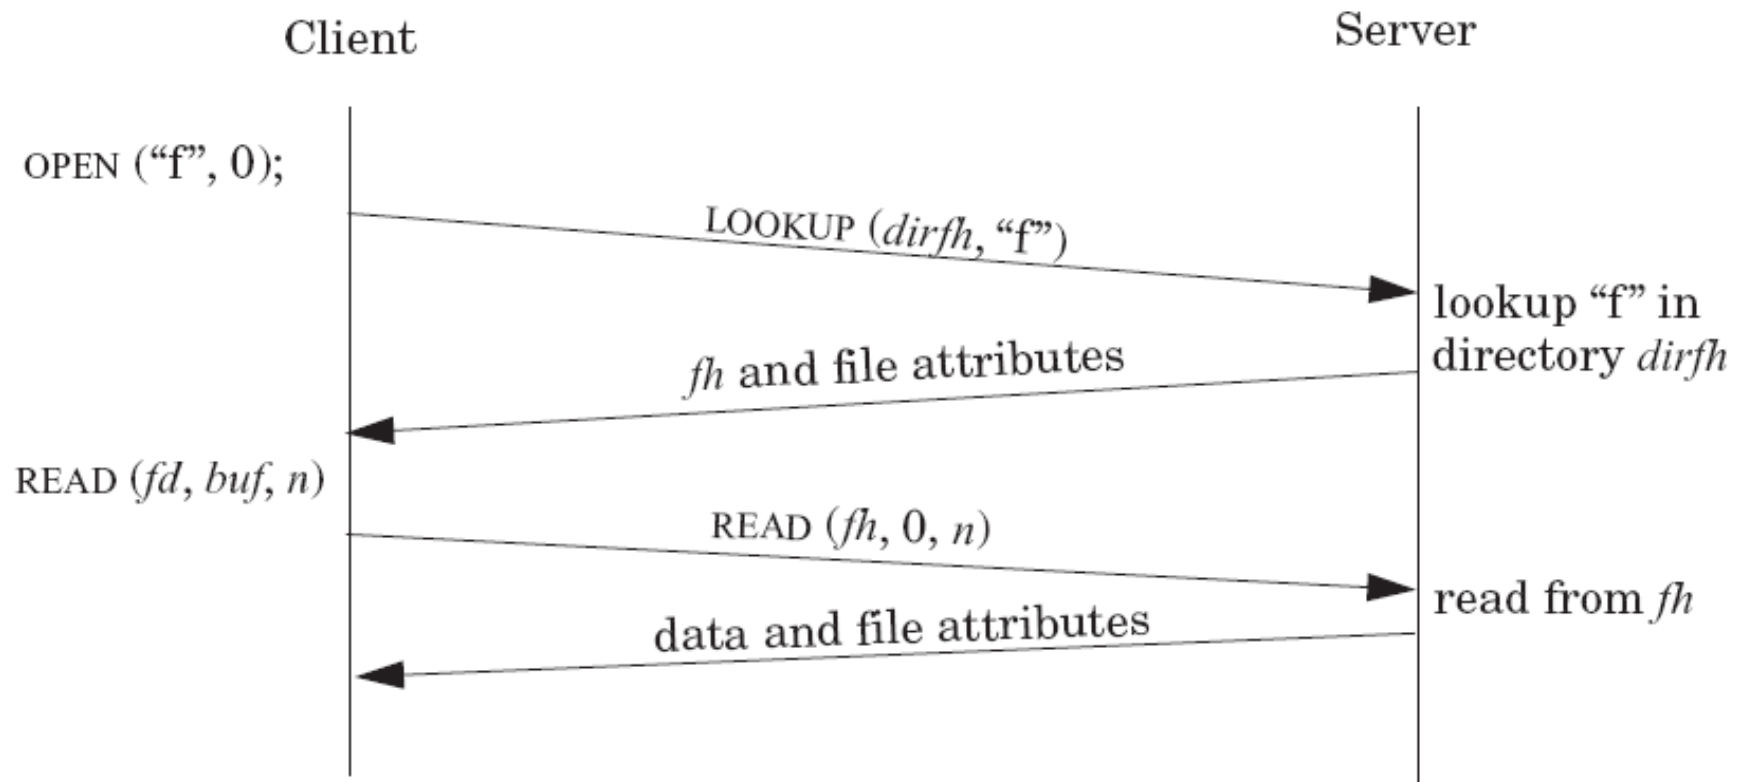 Client
Server
OPEN (“f”, 0);
LOOKUP (dirfh, “f”)
lookup “f” in
directory dirfh
fh and file attributes
READ (fd, buf, n)
READ (fh, 0, n)
read from fh
data and file attributes